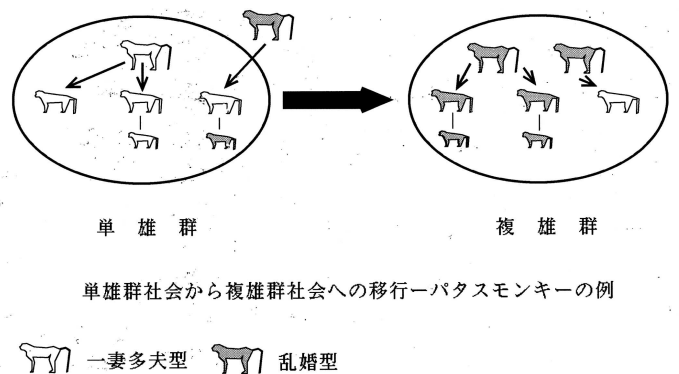 単雄群
複雄群
単雄群社会から複雄群社会への移行ーパタスモンキーの例
一妻多夫型 乱婚型